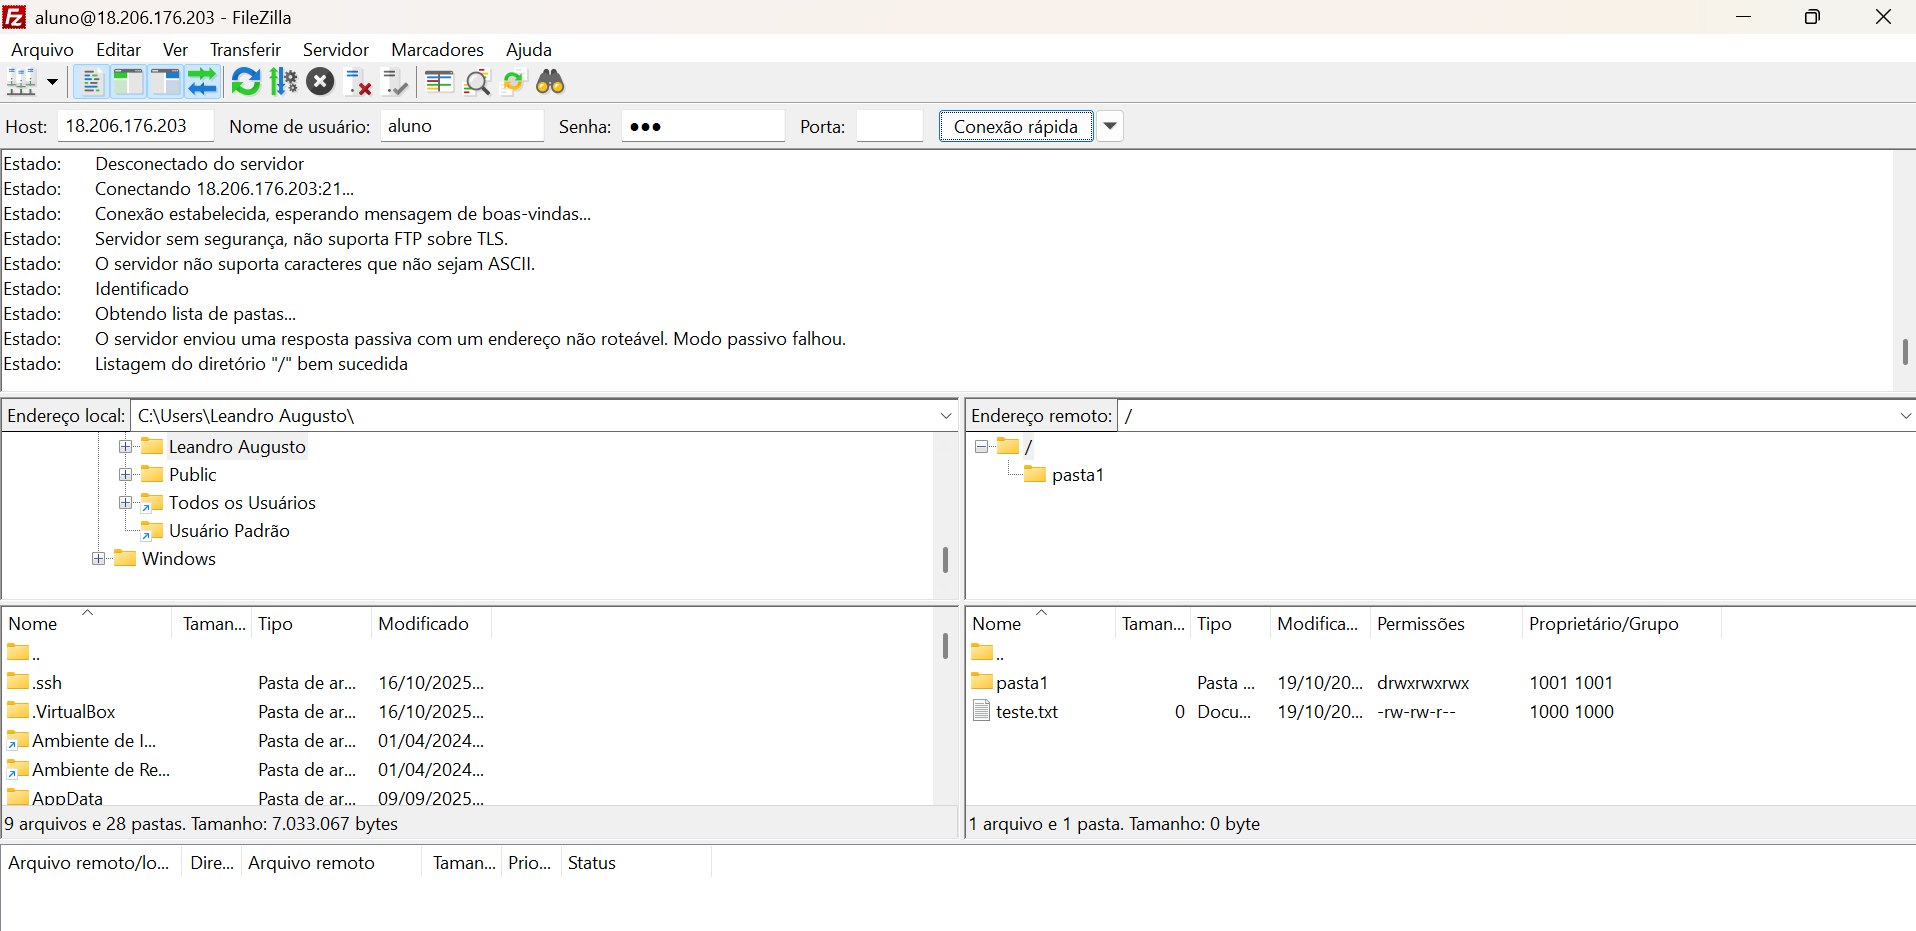 aluno@18.206.176.203 - FileZilla
Arquivo Editar Ver Transferir Servidor Marcadores Ajuda
Host: 18.206.176.203 Nome de usuário: aluno Senha: ●●● Porta: Conexão rápida
Estado: Desconectado do servidor
Estado: Conectando 18.206.176.203:21...
Estado: Conexão estabelecida, esperando mensagem de boas-vindas...
Estado: Servidor sem segurança, não suporta FTP sobre TLS.
Estado: O servidor não suporta caracteres que não sejam ASCII.
Estado: Identificado
Estado: Obtendo lista de pastas...
Estado: O servidor enviou uma resposta passiva com um endereço não roteável. Modo passivo falhou.
Estado: Listagem do diretório "/" bem sucedida
Endereço local: C:\Users\Leandro Augusto\
Leandro Augusto
Public
Todos os Usuários
Usuário Padrão
Windows
Nome Taman... Tipo Modificado
..
.ssh Pasta de ar... 16/10/2025...
.VirtualBox Pasta de ar... 16/10/2025...
Ambiente de I... Pasta de ar... 01/04/2024...
Ambiente de Re... Pasta de ar... 01/04/2024...
AppData Pasta de ar... 09/09/2025...
9 arquivos e 28 pastas. Tamanho: 7.033.067 bytes
Endereço remoto: /
/
pasta1
Nome Taman... Tipo Modifica... Permissões Proprietário/Grupo
..
pasta1 Pasta ... 19/10/20... drwxrwxrwx 1001 1001
teste.txt 0 Docu... 19/10/20... -rw-rw-r-- 1000 1000
1 arquivo e 1 pasta. Tamanho: 0 byte
Arquivo remoto/lo... Dire... Arquivo remoto Taman... Prio... Status